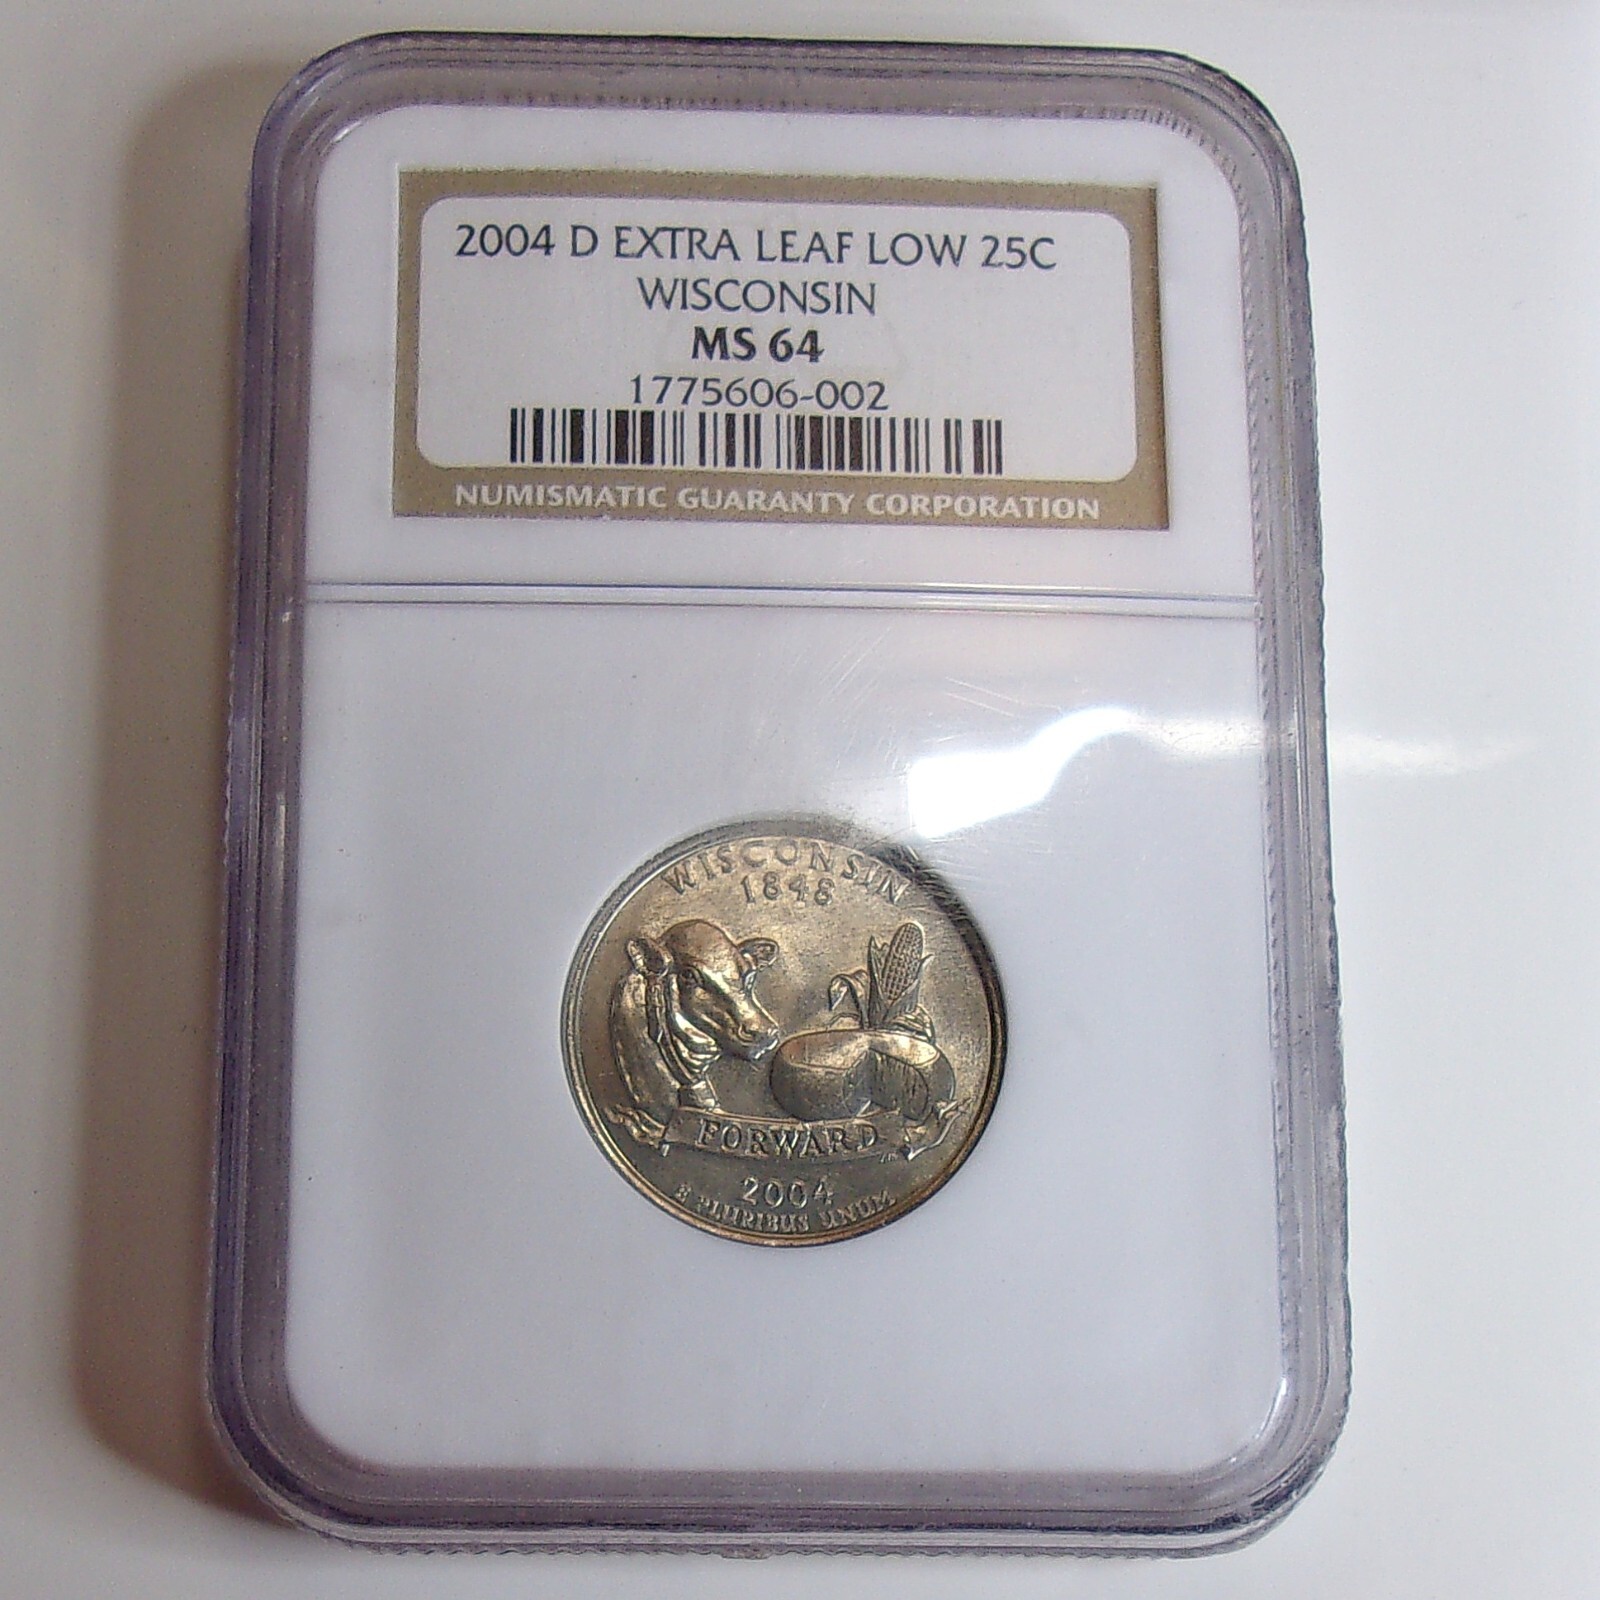 2004 D EXTRA LEAF LOW 25C
WISCONSIN
MS 64
1775606-002
NUMISMATIC GUARANTY CORPORATION
WISCONSIN
1848
FORWARD
2004
E PLURIBUS UNUM